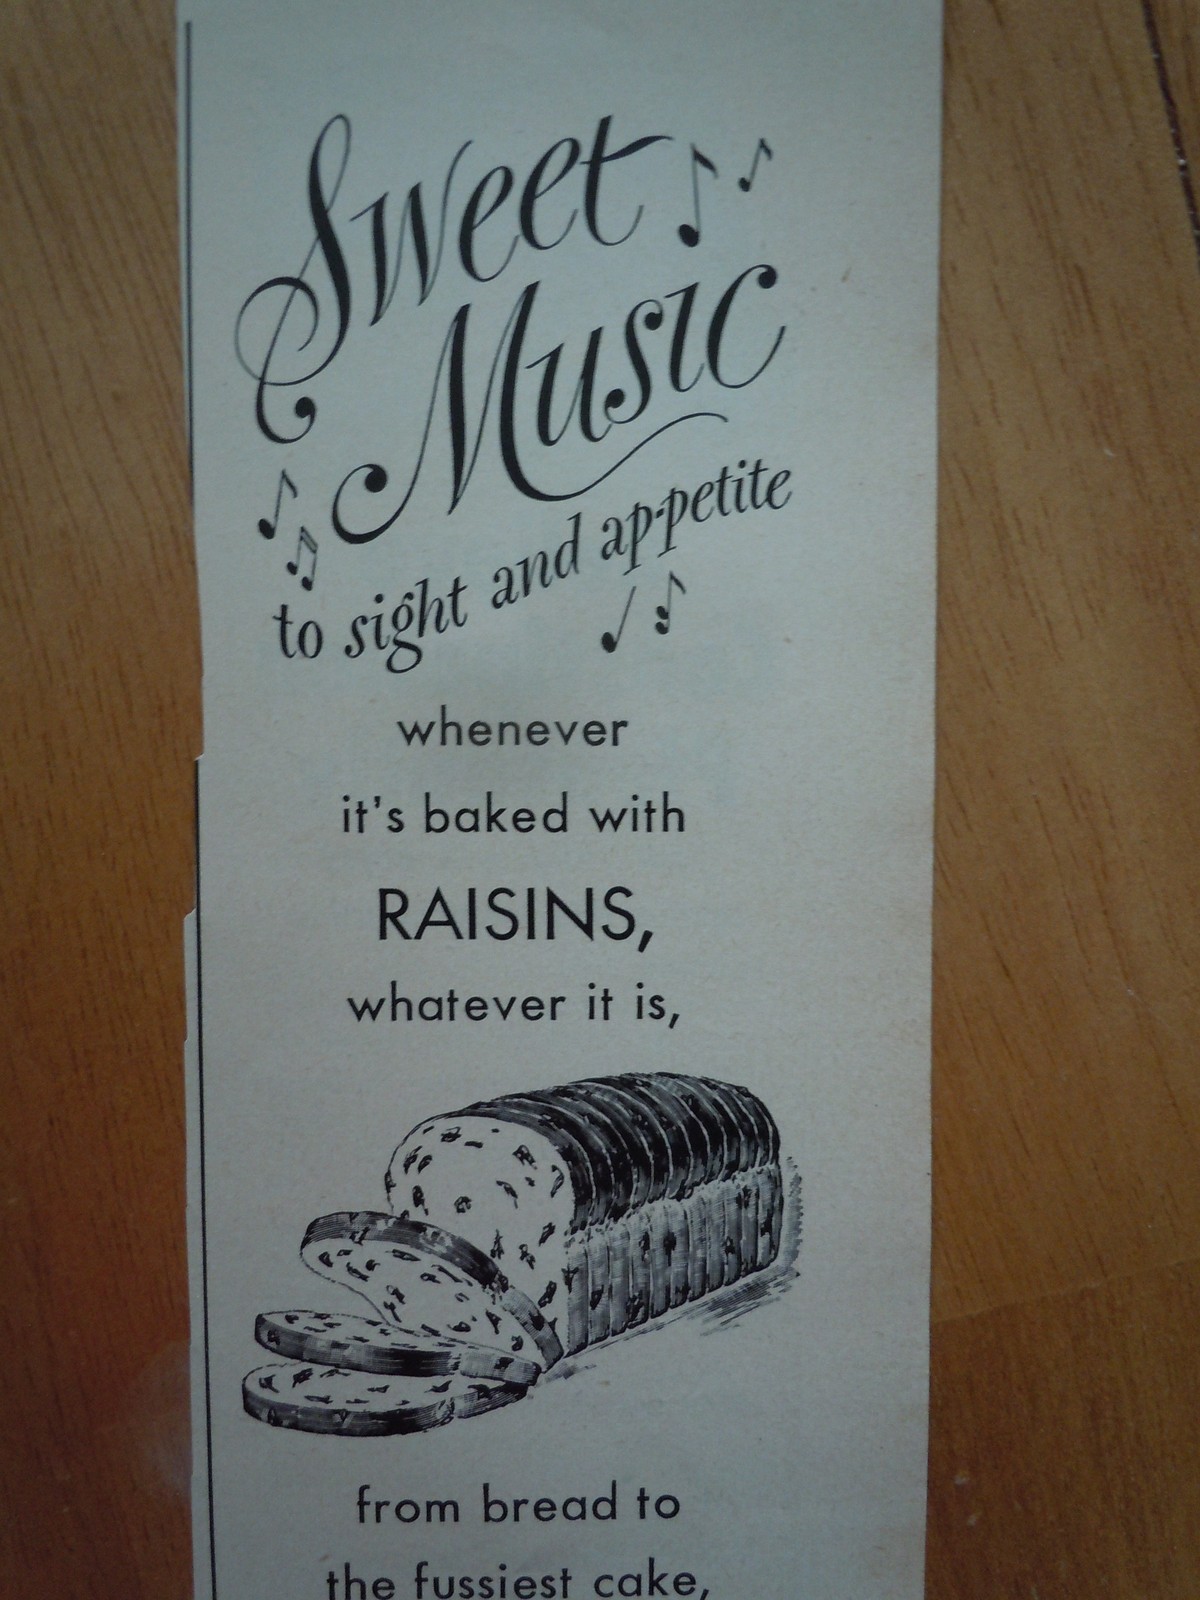 Sweet
Music
to sight and ap-petite
whenever
it's baked with
RAISINS,
whatever it is,
from bread to
the fussiest cake,